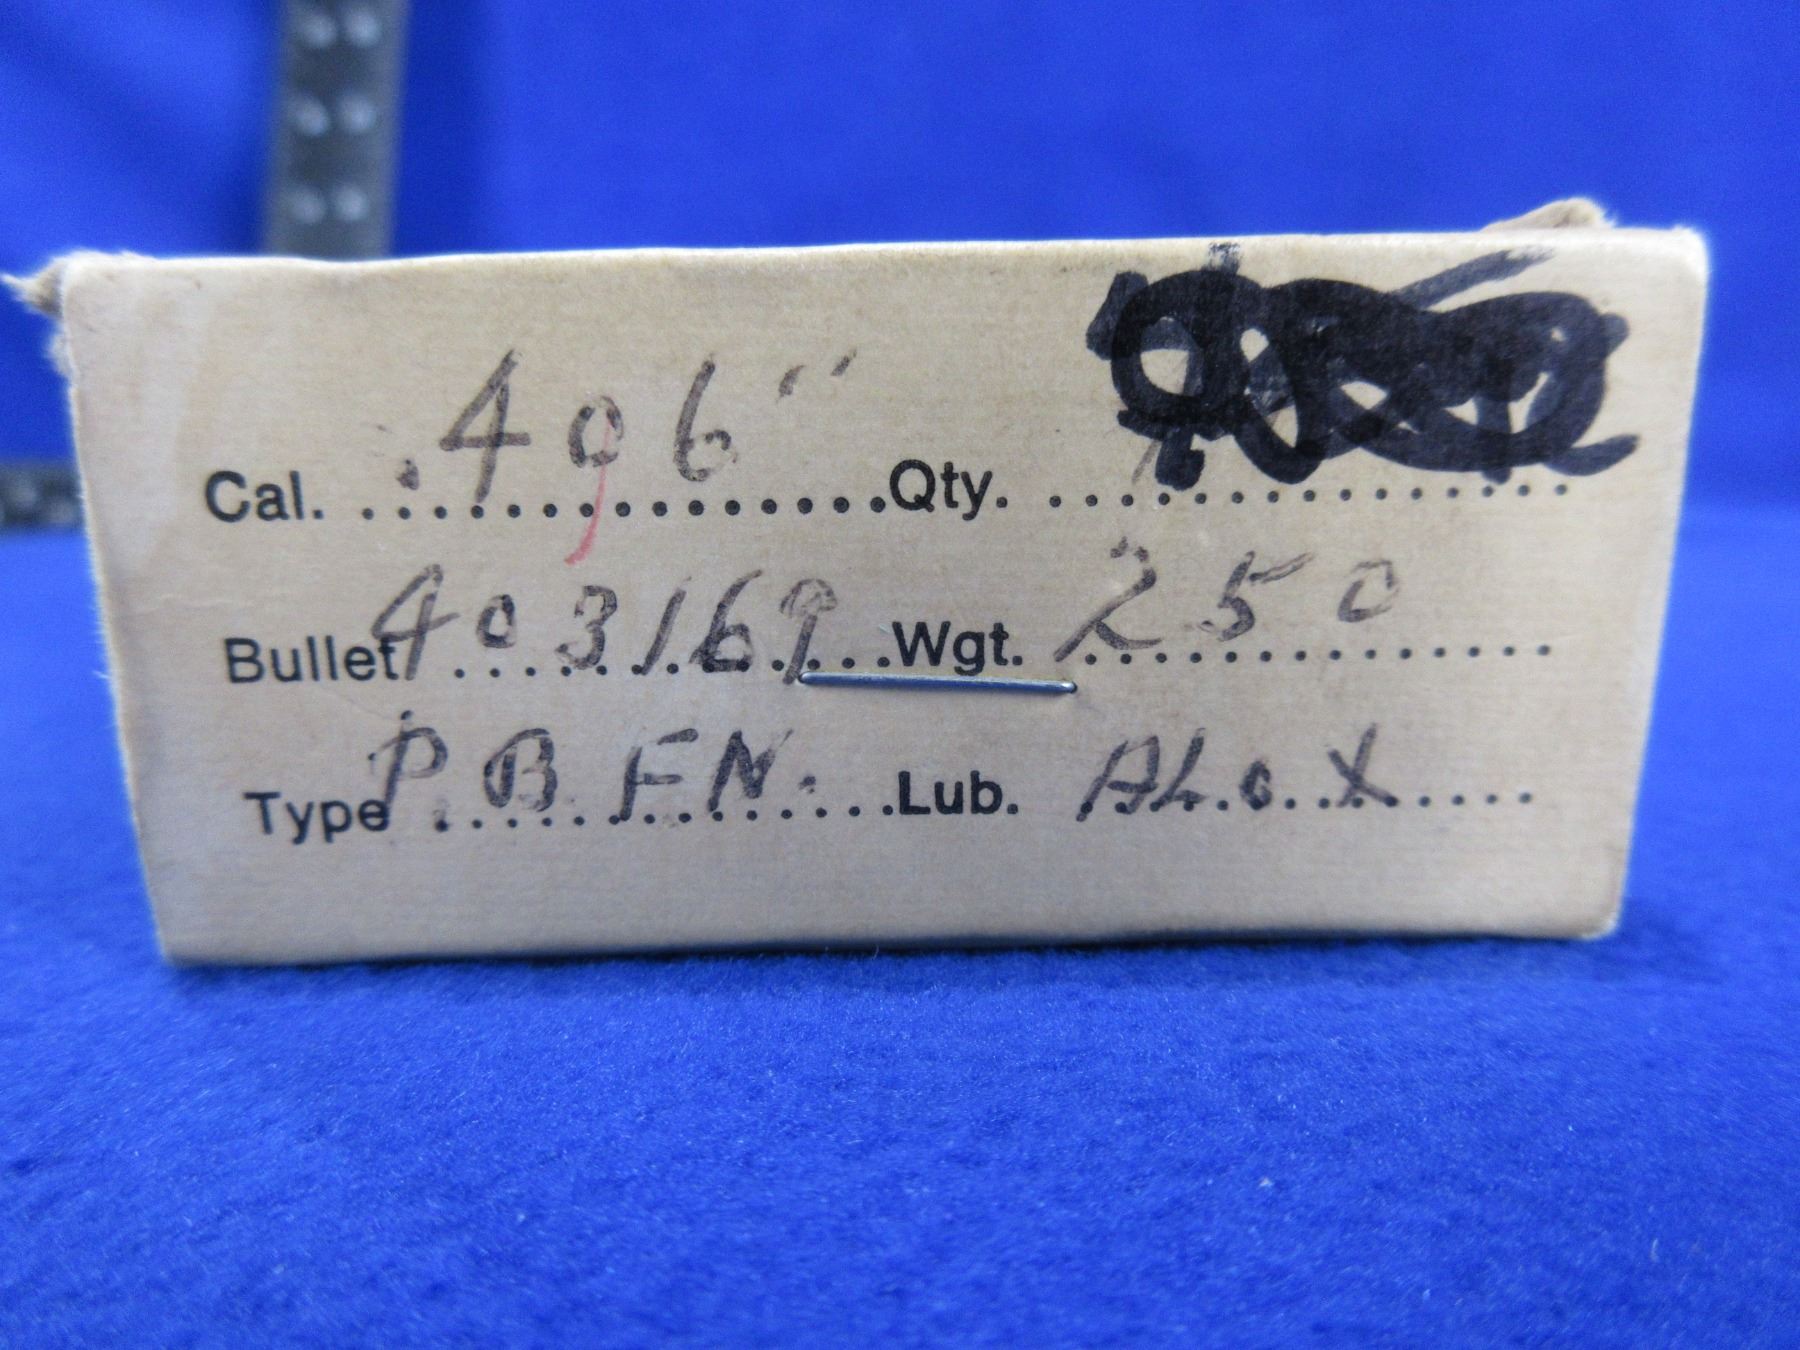 Cal. .406" Qty.
Bullet 403169 Wgt. 250
Type P B F N. Lub. ALOX